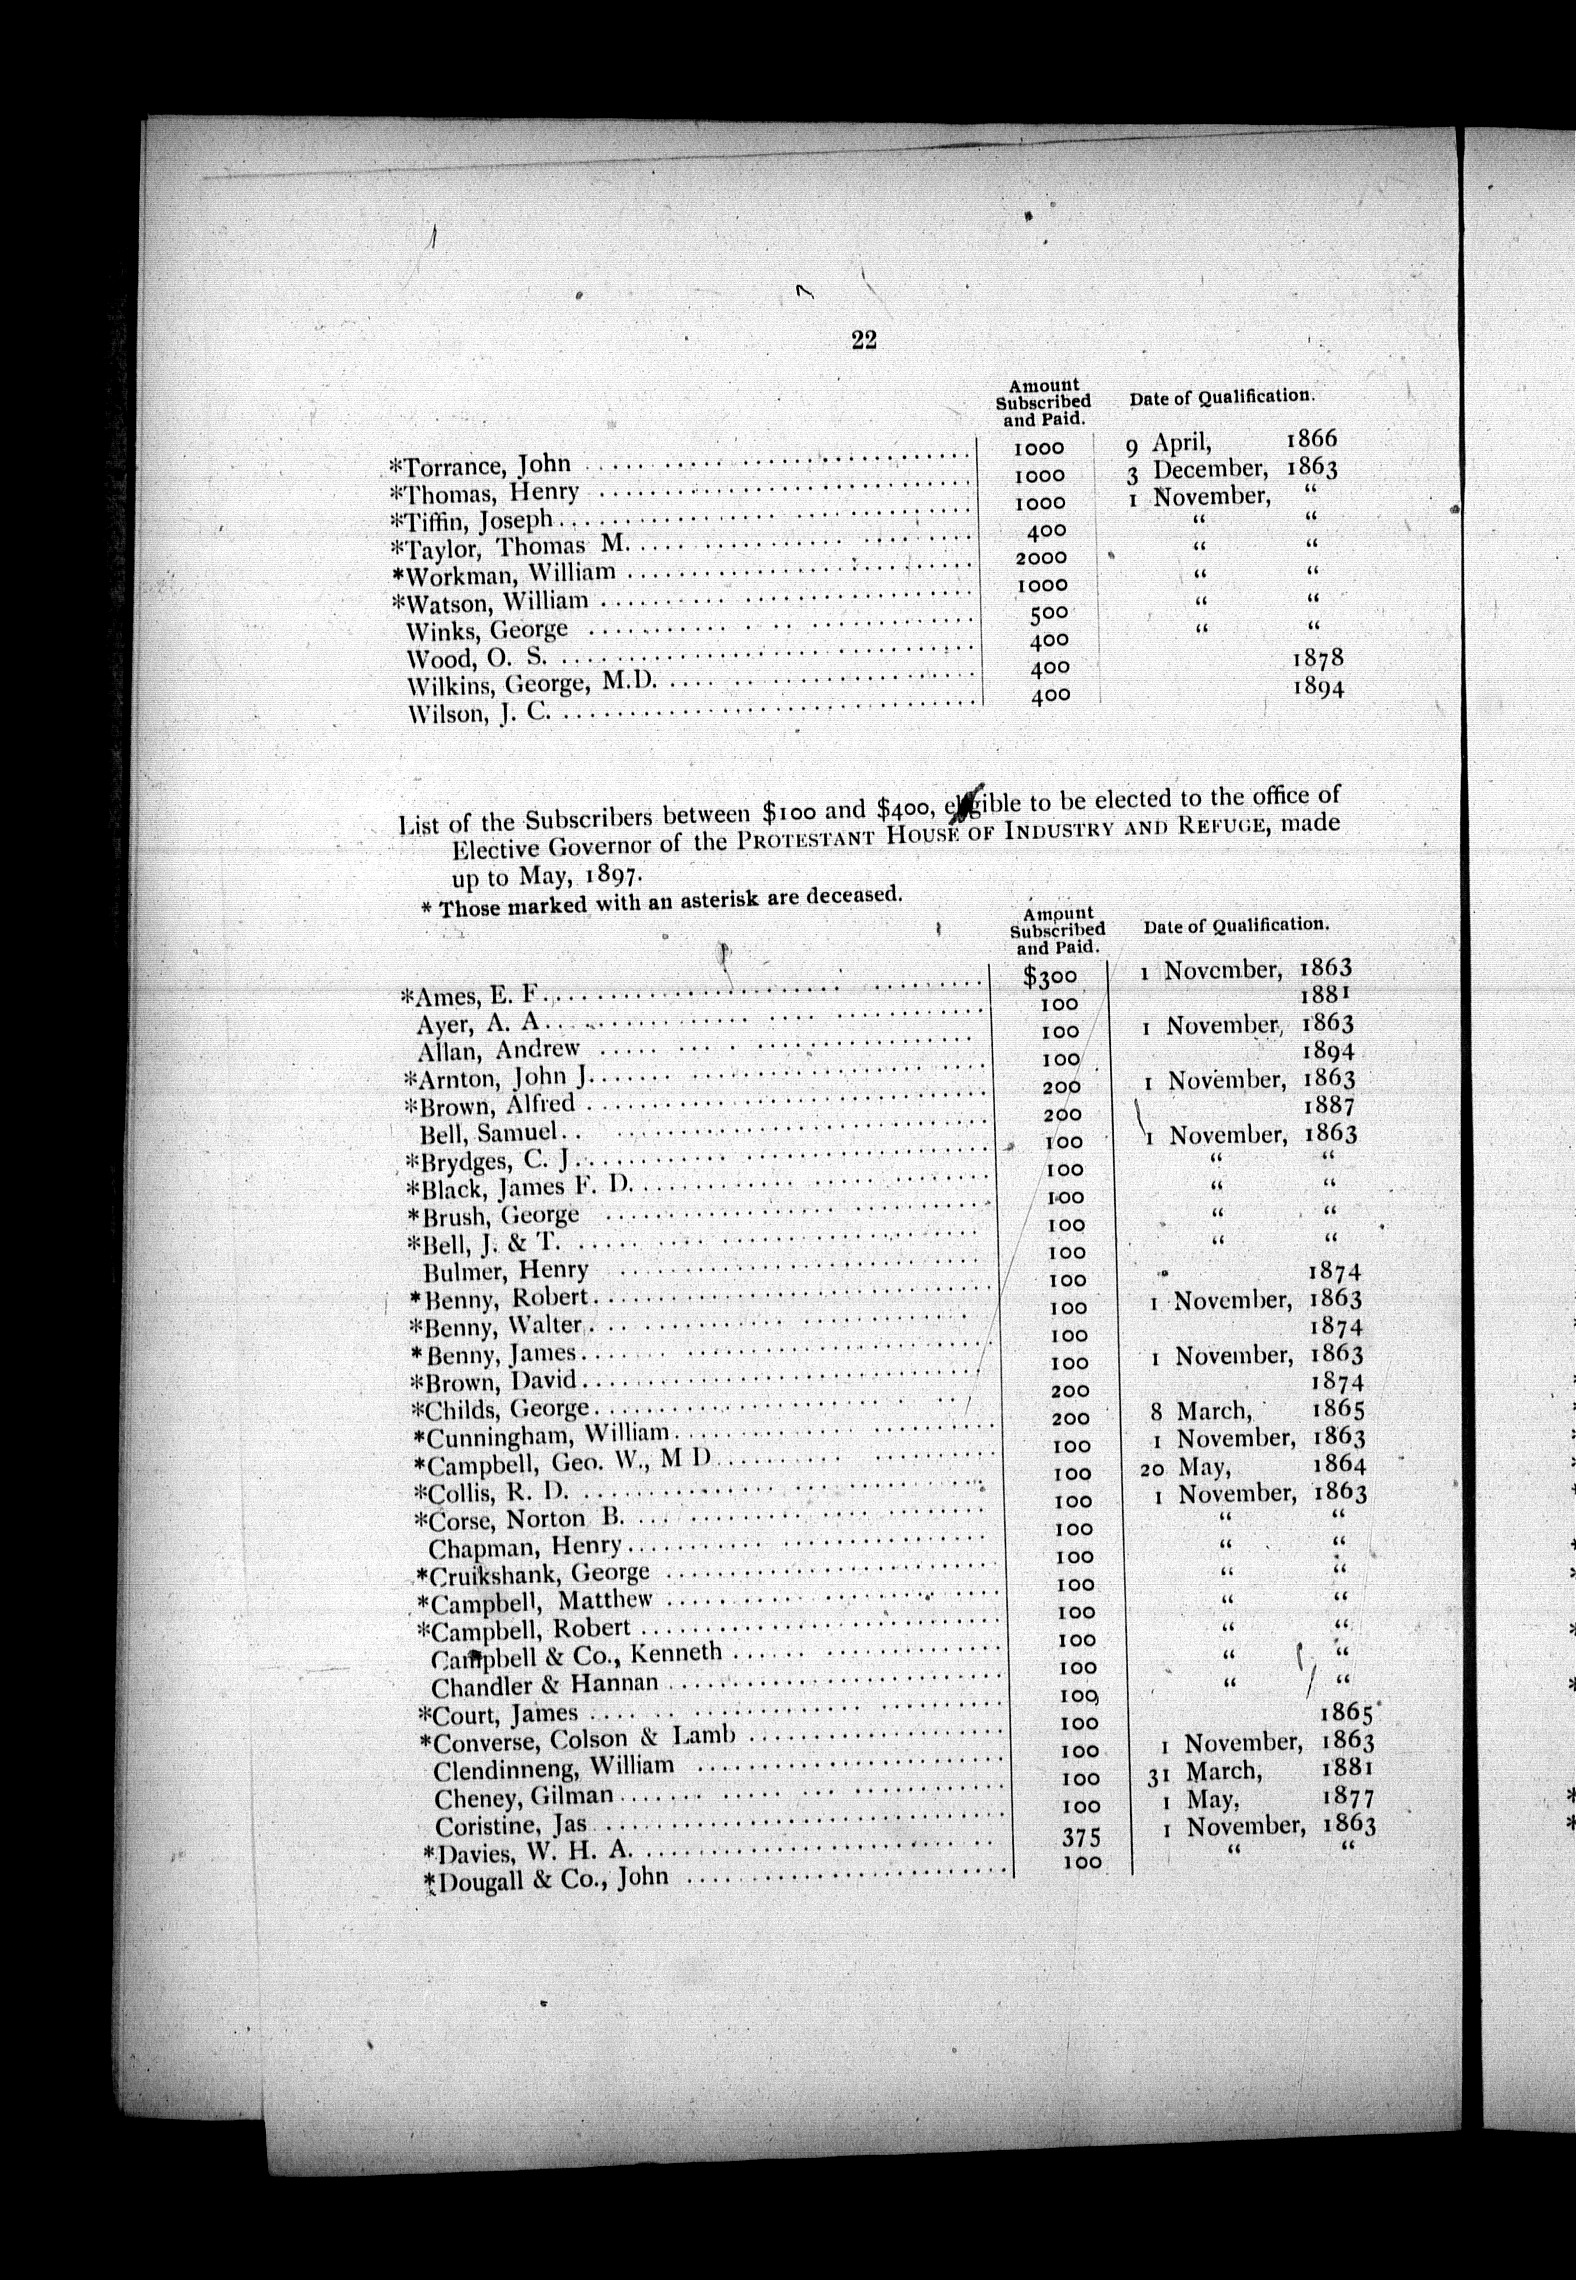 22
Amount
Subscribed
and Paid.
Date of Qualification.
*Torrance, John 1000 9 April, 1866
*Thomas, Henry 1000 3 December, 1863
*Tiffin, Joseph 1000 1 November, “
*Taylor, Thomas M. 400 “ “
*Workman, William 2000 “ “
*Watson, William 1000 “ “
Winks, George 500 “ “
Wood, O. S. 400 “ “
Wilkins, George, M.D. 400 1878
Wilson, J. C. 400 1894
List of the Subscribers between $100 and $400, eligible to be elected to the office of
Elective Governor of the PROTESTANT HOUSE OF INDUSTRY AND REFUGE, made
up to May, 1897.
* Those marked with an asterisk are deceased.
Amount
Subscribed
and Paid.
Date of Qualification.
*Ames, E. F. $300 1 November, 1863
Ayer, A. A. 100 1881
Allan, Andrew 100 1 November, 1863
*Arnton, John J. 100 1894
*Brown, Alfred 200 1 November, 1863
Bell, Samuel 200 1887
*Brydges, C. J. 100 1 November, 1863
*Black, James F. D. 100 “ “
*Brush, George 100 “ “
*Bell, J. & T. 100 “ “
Bulmer, Henry 100 “ “
*Benny, Robert 100 1874
*Benny, Walter 100 1 November, 1863
*Benny, James 100 1874
*Brown, David 100 1 November, 1863
*Childs, George 200 1874
*Cunningham, William 200 8 March, 1865
*Campbell, Geo. W., M D 100 1 November, 1863
*Collis, R. D. 100 20 May, 1864
*Corse, Norton B. 100 1 November, 1863
Chapman, Henry 100 “ “
*Cruikshank, George 100 “ “
*Campbell, Matthew 100 “ “
*Campbell, Robert 100 “ “
Campbell & Co., Kenneth 100 “ “
Chandler & Hannan 100 “ “
*Court, James 100 “ “
*Converse, Colson & Lamb 100 1865
Clendinneng, William 100 1 November, 1863
Cheney, Gilman 100 31 March, 1881
Coristine, Jas 100 1 May, 1877
*Davies, W. H. A. 375 1 November, 1863
*Dougall & Co., John 100 “ “